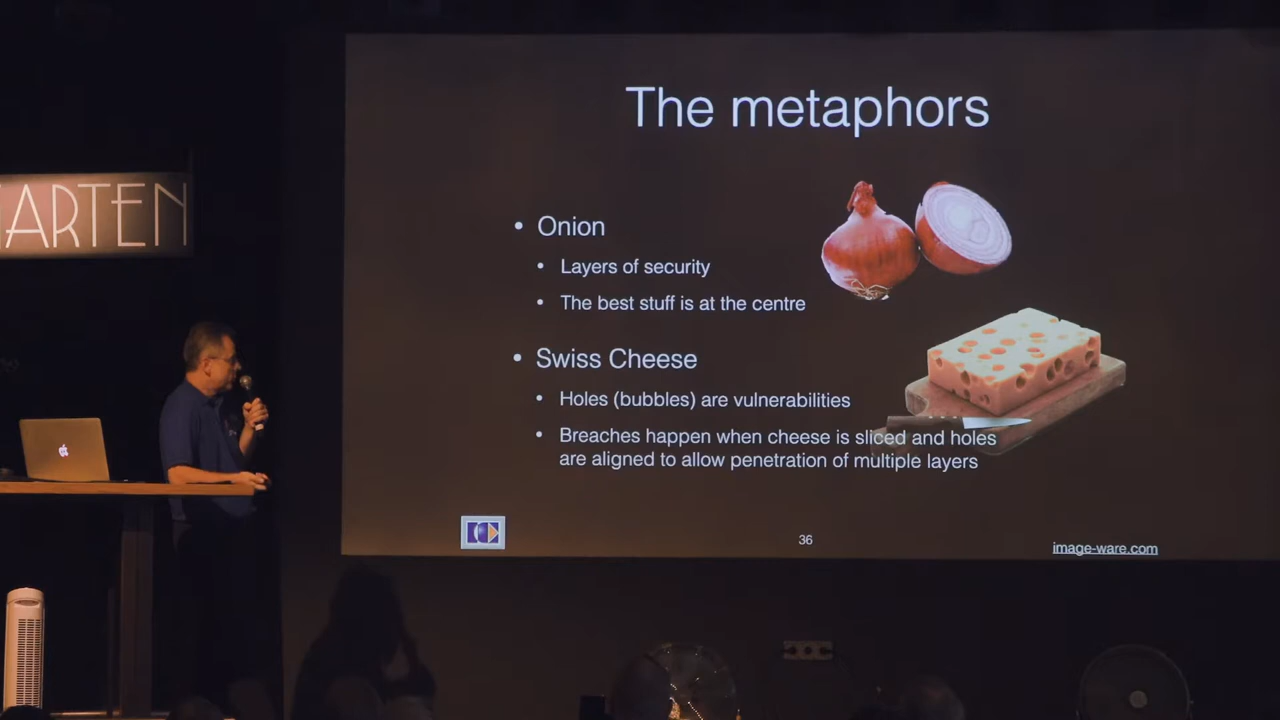 ARTEN
The metaphors
• Onion
• Layers of security
• The best stuff is at the centre
• Swiss Cheese
• Holes (bubbles) are vulnerabilities
• Breaches happen when cheese is sliced and holes
are aligned to allow penetration of multiple layers
36
image-ware.com